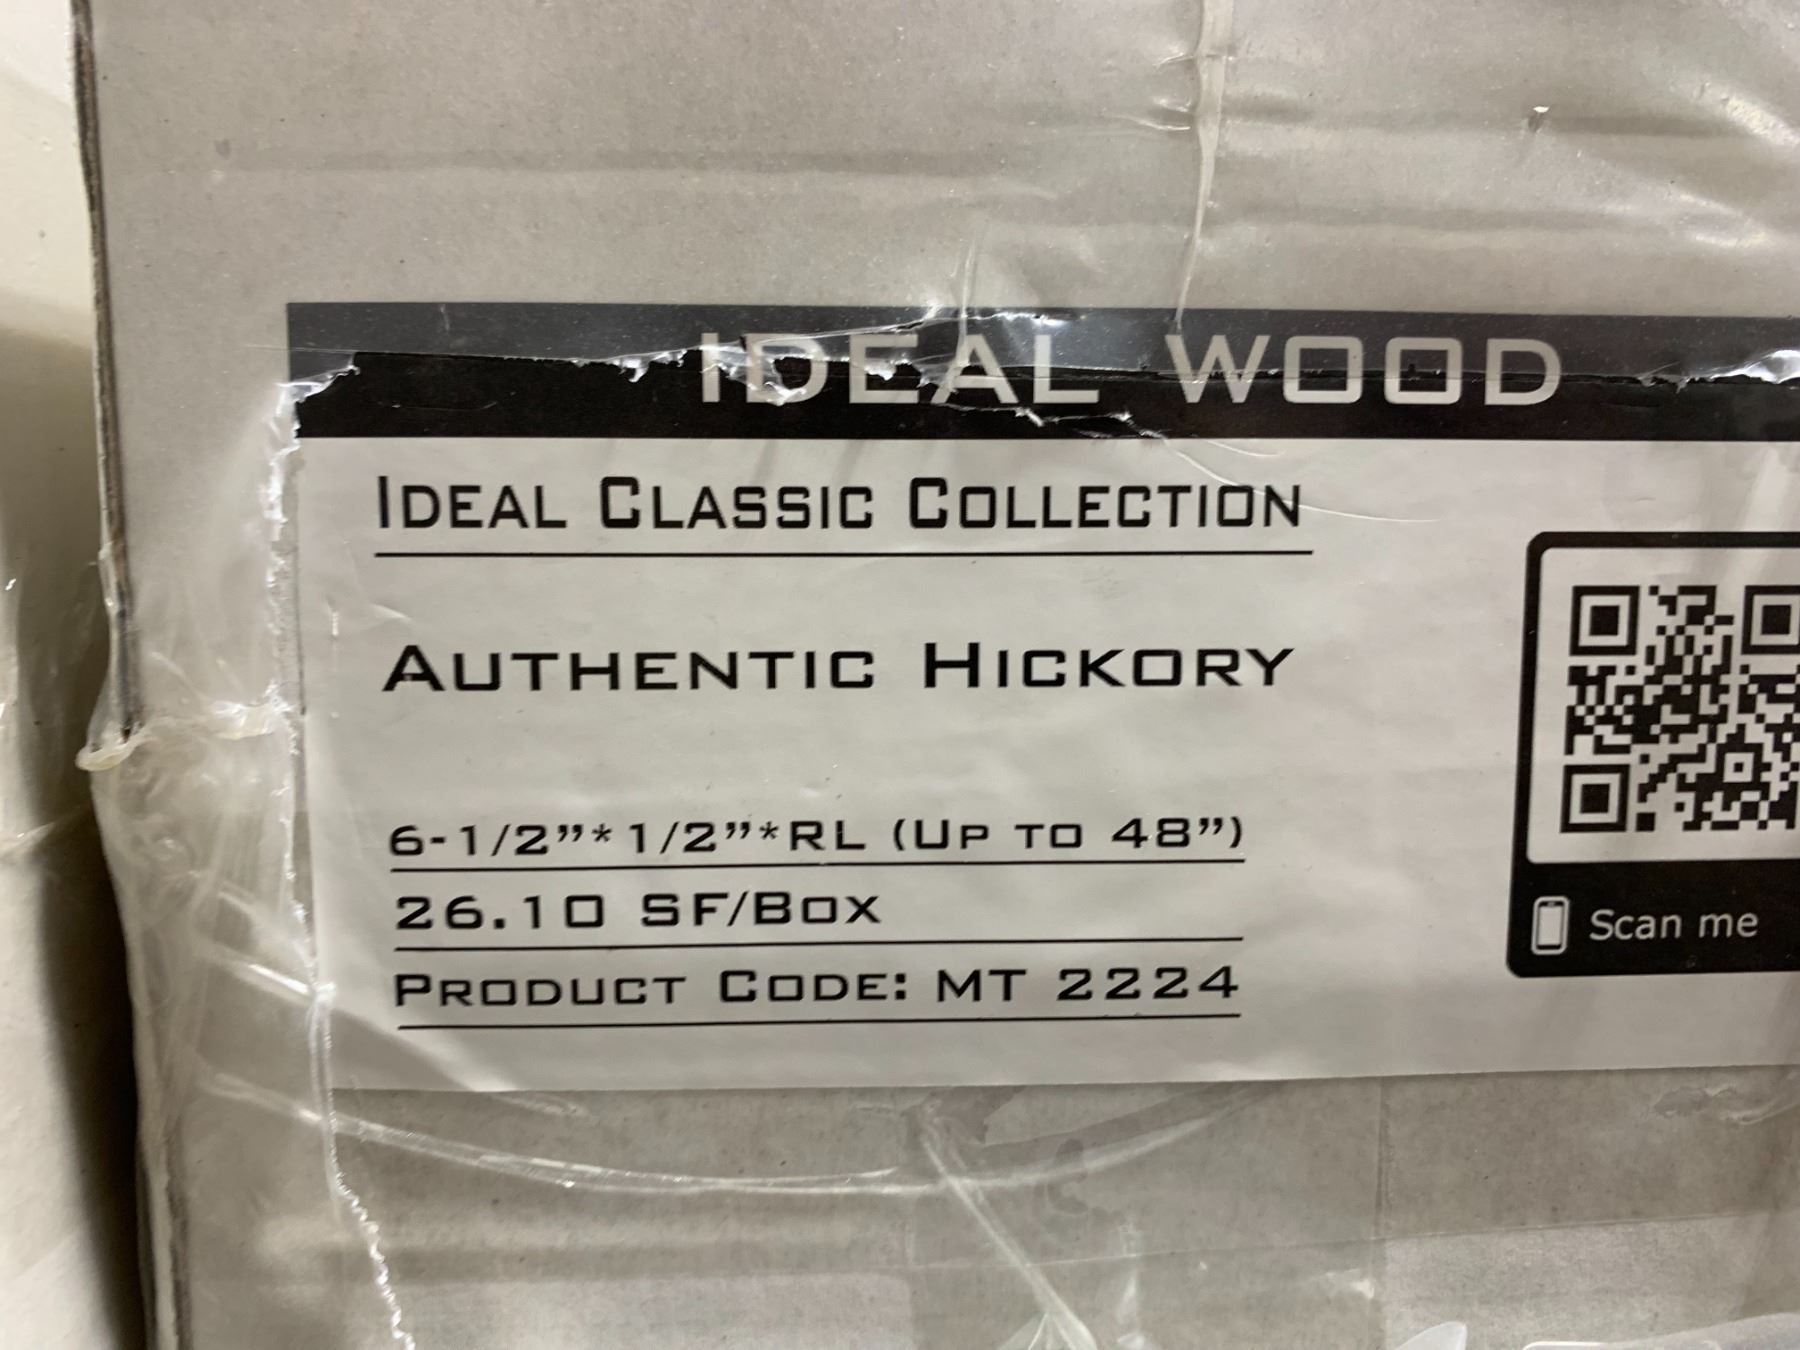 IDEAL WOOD
IDEAL CLASSIC COLLECTION
AUTHENTIC HICKORY
6-1/2”*1/2”*RL (UP TO 48”)
26.10 SF/BOX
PRODUCT CODE: MT 2224
Scan me